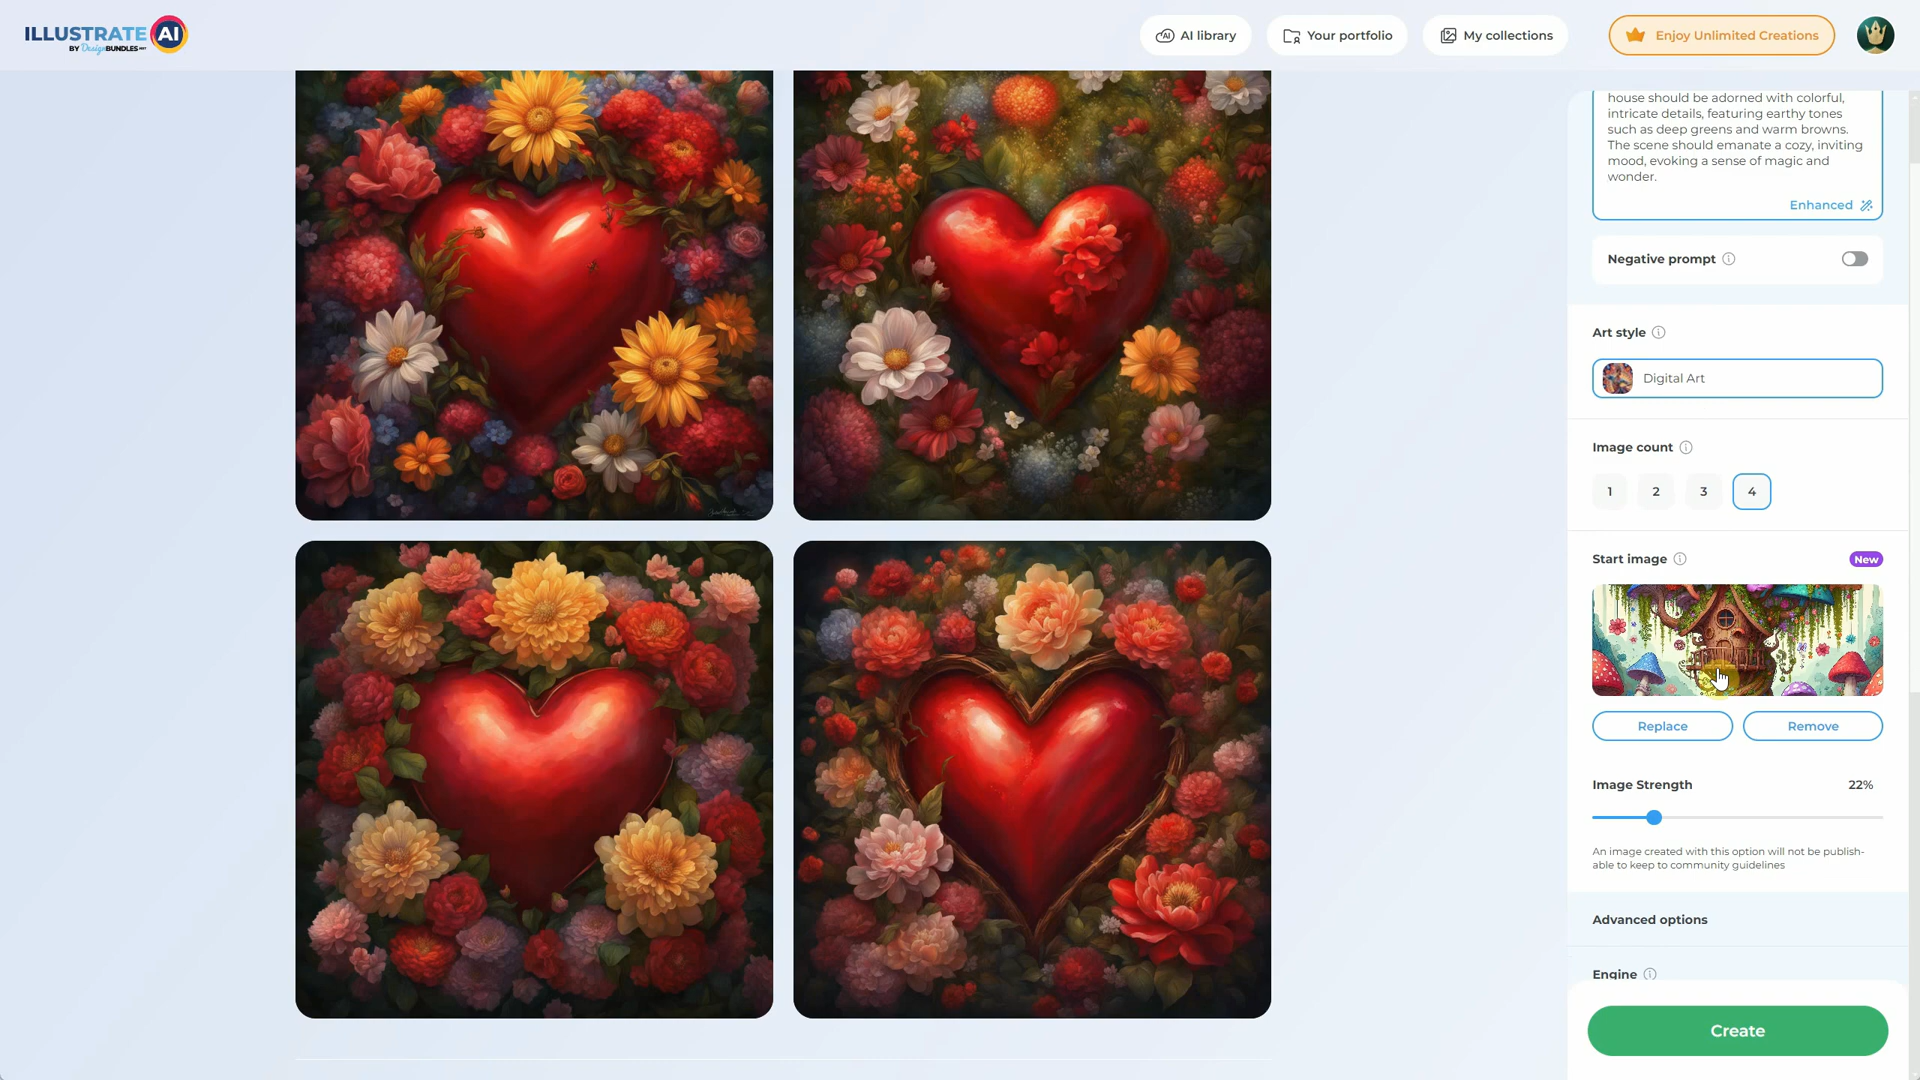 ILLUSTRATE AI
BY Design BUNDLES.NET
AI library
Your portfolio
My collections
Enjoy Unlimited Creations
house should be adorned with colorful,
intricate details, featuring earthy tones
such as deep greens and warm browns.
The scene should emanate a cozy, inviting
mood, evoking a sense of magic and
wonder.
Enhanced
Negative prompt
Art style
Digital Art
Image count
1 2 3 4
Start image
New
Replace
Remove
Image Strength
22%
An image created with this option will not be publish-
able to keep to community guidelines
Advanced options
Engine
Create